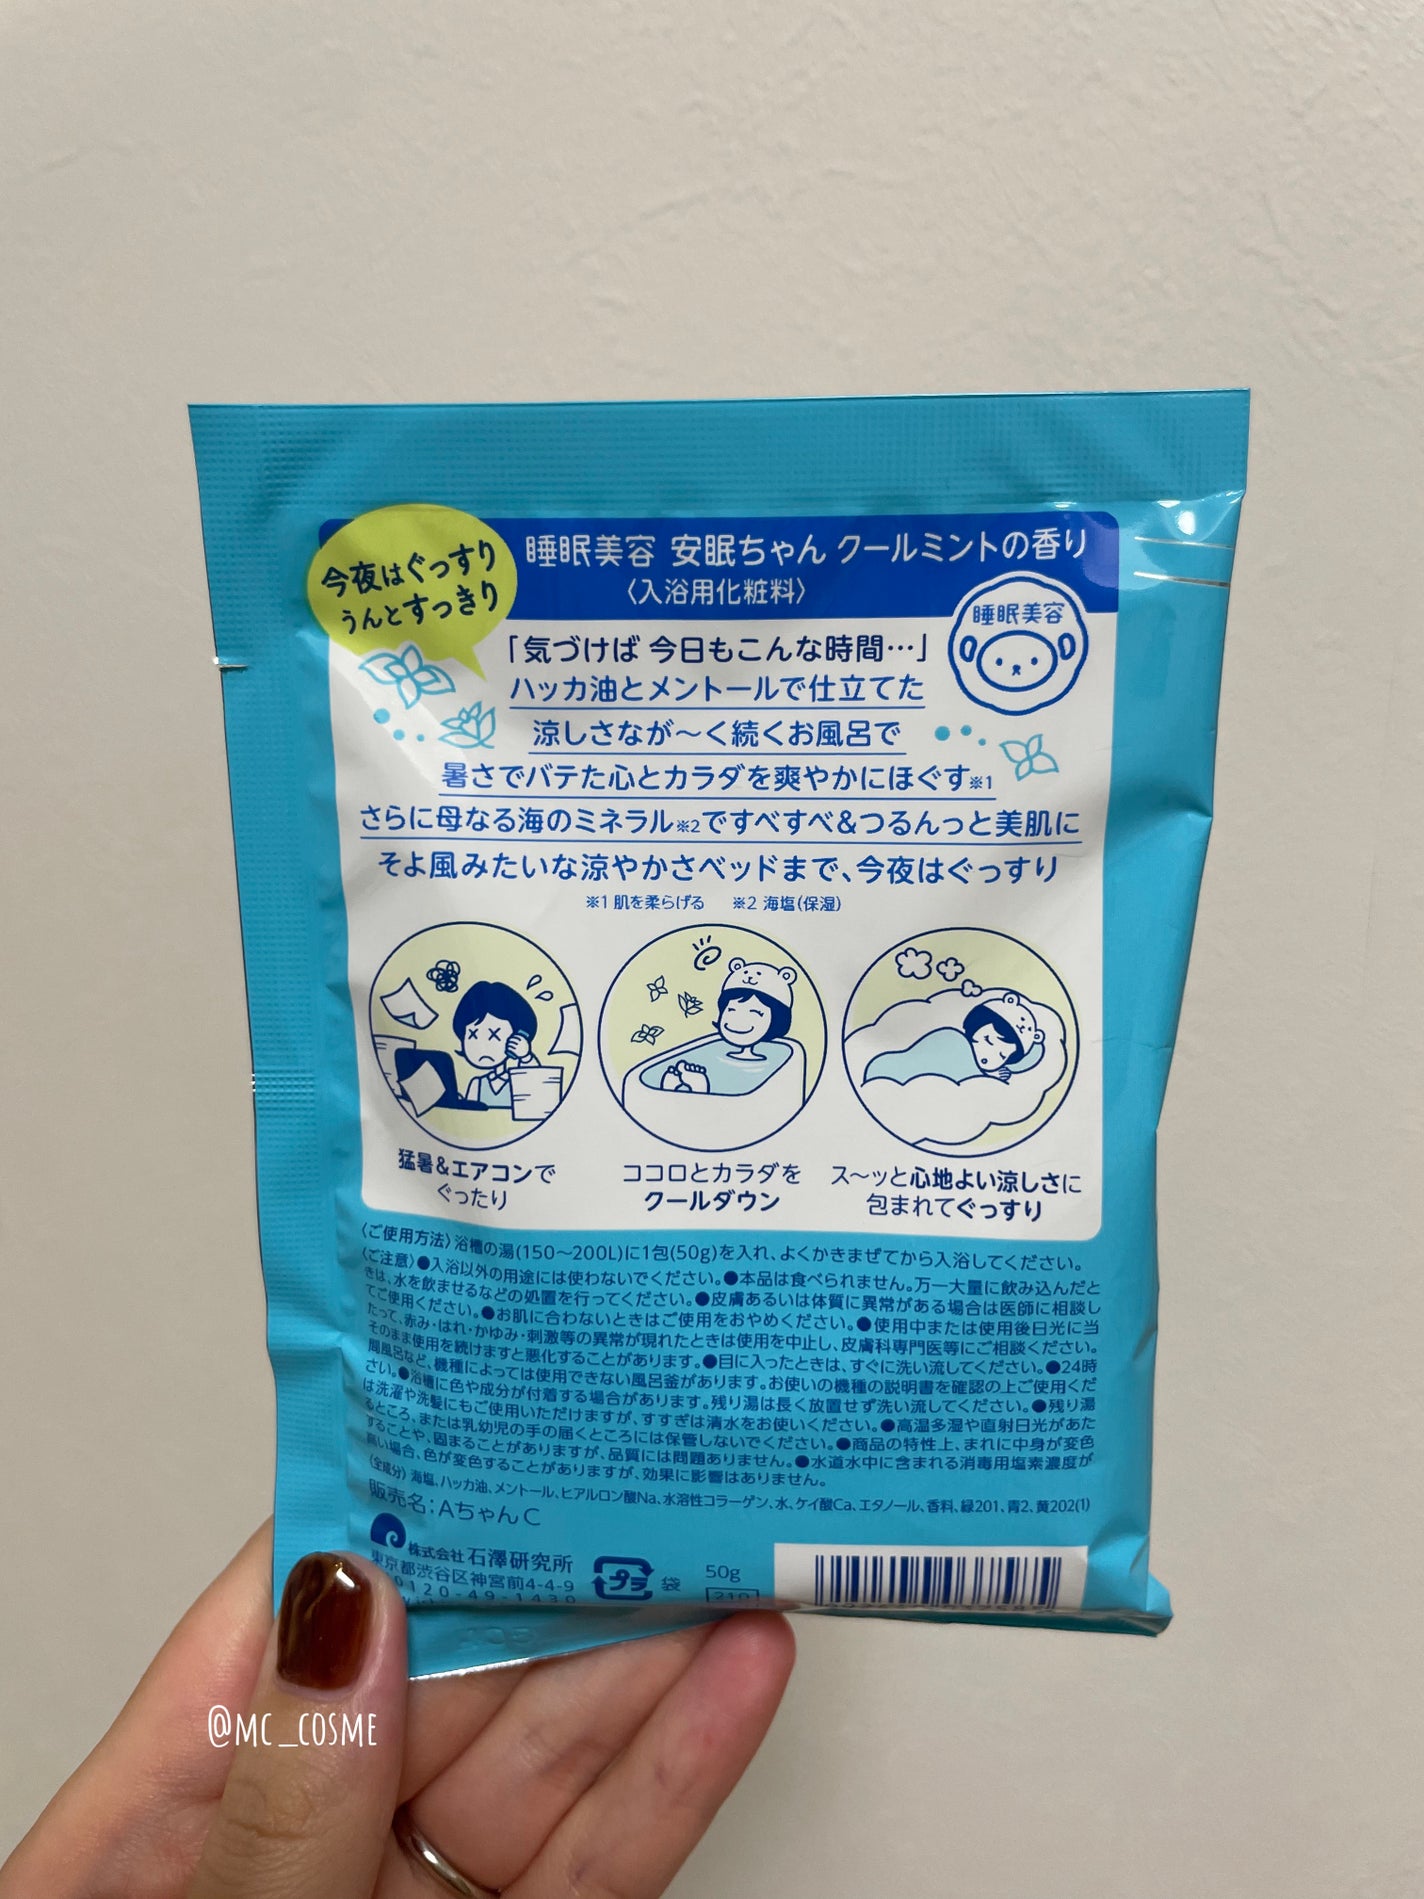 今夜はぐっすり
うんとすっきり
睡眠美容 安眠ちゃん クールミントの香り
〈入浴用化粧料〉
睡眠美容
「気づけば 今日もこんな時間…」
ハッカ油とメントールで仕立てた
涼しさなが〜く続くお風呂で
暑さでバテた心とカラダを爽やかにほぐす※1
さらに母なる海のミネラル※2ですべすべ&つるんっと美肌に
そよ風みたいな涼やかさベッドまで、今夜はぐっすり
※1 肌を柔らげる ※2 海塩(保湿)
猛暑&エアコンで
ぐったり
ココロとカラダを
クールダウン
ス〜ッと心地よい涼しさに
包まれてぐっすり
〈ご使用方法〉浴槽の湯(150〜200L)に1包(50g)を入れ、よくかきまぜてから入浴してください。
〈ご注意〉●入浴以外の用途には使わないでください。●本品は食べられません。万一大量に飲み込んだと
きは、水を飲ませるなどの処置を行ってください。●皮膚あるいは体質に異常がある場合は医師に相談し
てご使用ください。●お肌に合わないときはご使用をおやめください。●使用中または使用後日光に当
たって、赤み・はれ・かゆみ・刺激等の異常が現れたときは使用を中止し、皮膚科専門医等にご相談ください。
そのまま使用を続けますと悪化することがあります。●目に入ったときは、すぐに洗い流してください。●24時
間風呂など、機種によっては使用できない風呂釜があります。お使いの機種の説明書を確認の上ご使用くだ
さい。●浴槽に色や成分が付着する場合があります。残り湯は長く放置せず洗い流してください。●残り湯
は洗濯や洗髪にもご使用いただけますが、すすぎは清水をお使いください。●高温多湿や直射日光があた
るところ、または乳幼児の手の届くところには保管しないでください。●商品の特性上、まれに中身が変色
することや、固まることがありますが、品質には問題ありません。●水道水中に含まれる消毒用塩素濃度が
高い場合、色が変色することがありますが、効果に影響はありません。
〈全成分〉海塩、ハッカ油、メントール、ヒアルロン酸Na、水溶性コラーゲン、水、ケイ酸Ca、エタノール、香料、緑201、青2、黄202(1)
販売名:AちゃんC
株式会社 石澤研究所
東京都渋谷区神宮前4-4-9
0120-49-1430
プラ 袋
50g
210
@MC_COSME